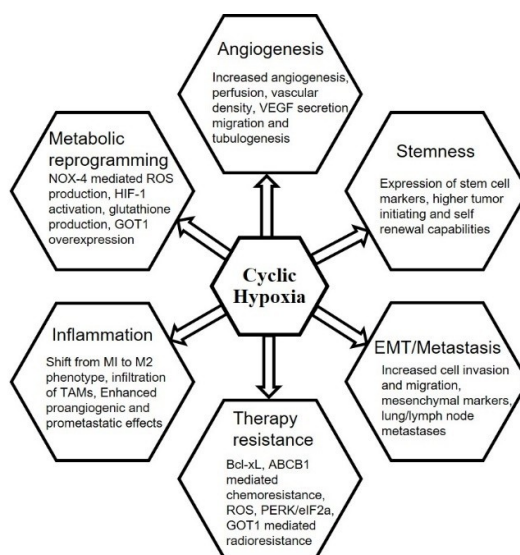 Angiogenesis
Increased angiogenesis,
perfusion, vascular
density, VEGF secretion
migration and
tubulogenesis
Metabolic
reprogramming
NOX-4 mediated ROS
production, HIF-1
activation, glutathione
production, GOT1
overexpression
Stemness
Expression of stem cell
markers, higher tumor
initiating and self
renewal capabilities
Cyclic
Hypoxia
Inflammation
Shift from MI to M2
phenotype, infiltration
of TAMs, Enhanced
proangiogenic and
prometastatic effects
EMT/Metastasis
Increased cell invasion
and migration,
mesenchymal markers,
lung/lymph node
metastases
Therapy
resistance
Bcl-xL, ABCB1
mediated
chemoresistance,
ROS, PERK/eIF2a,
GOT1 mediated
radioresistance